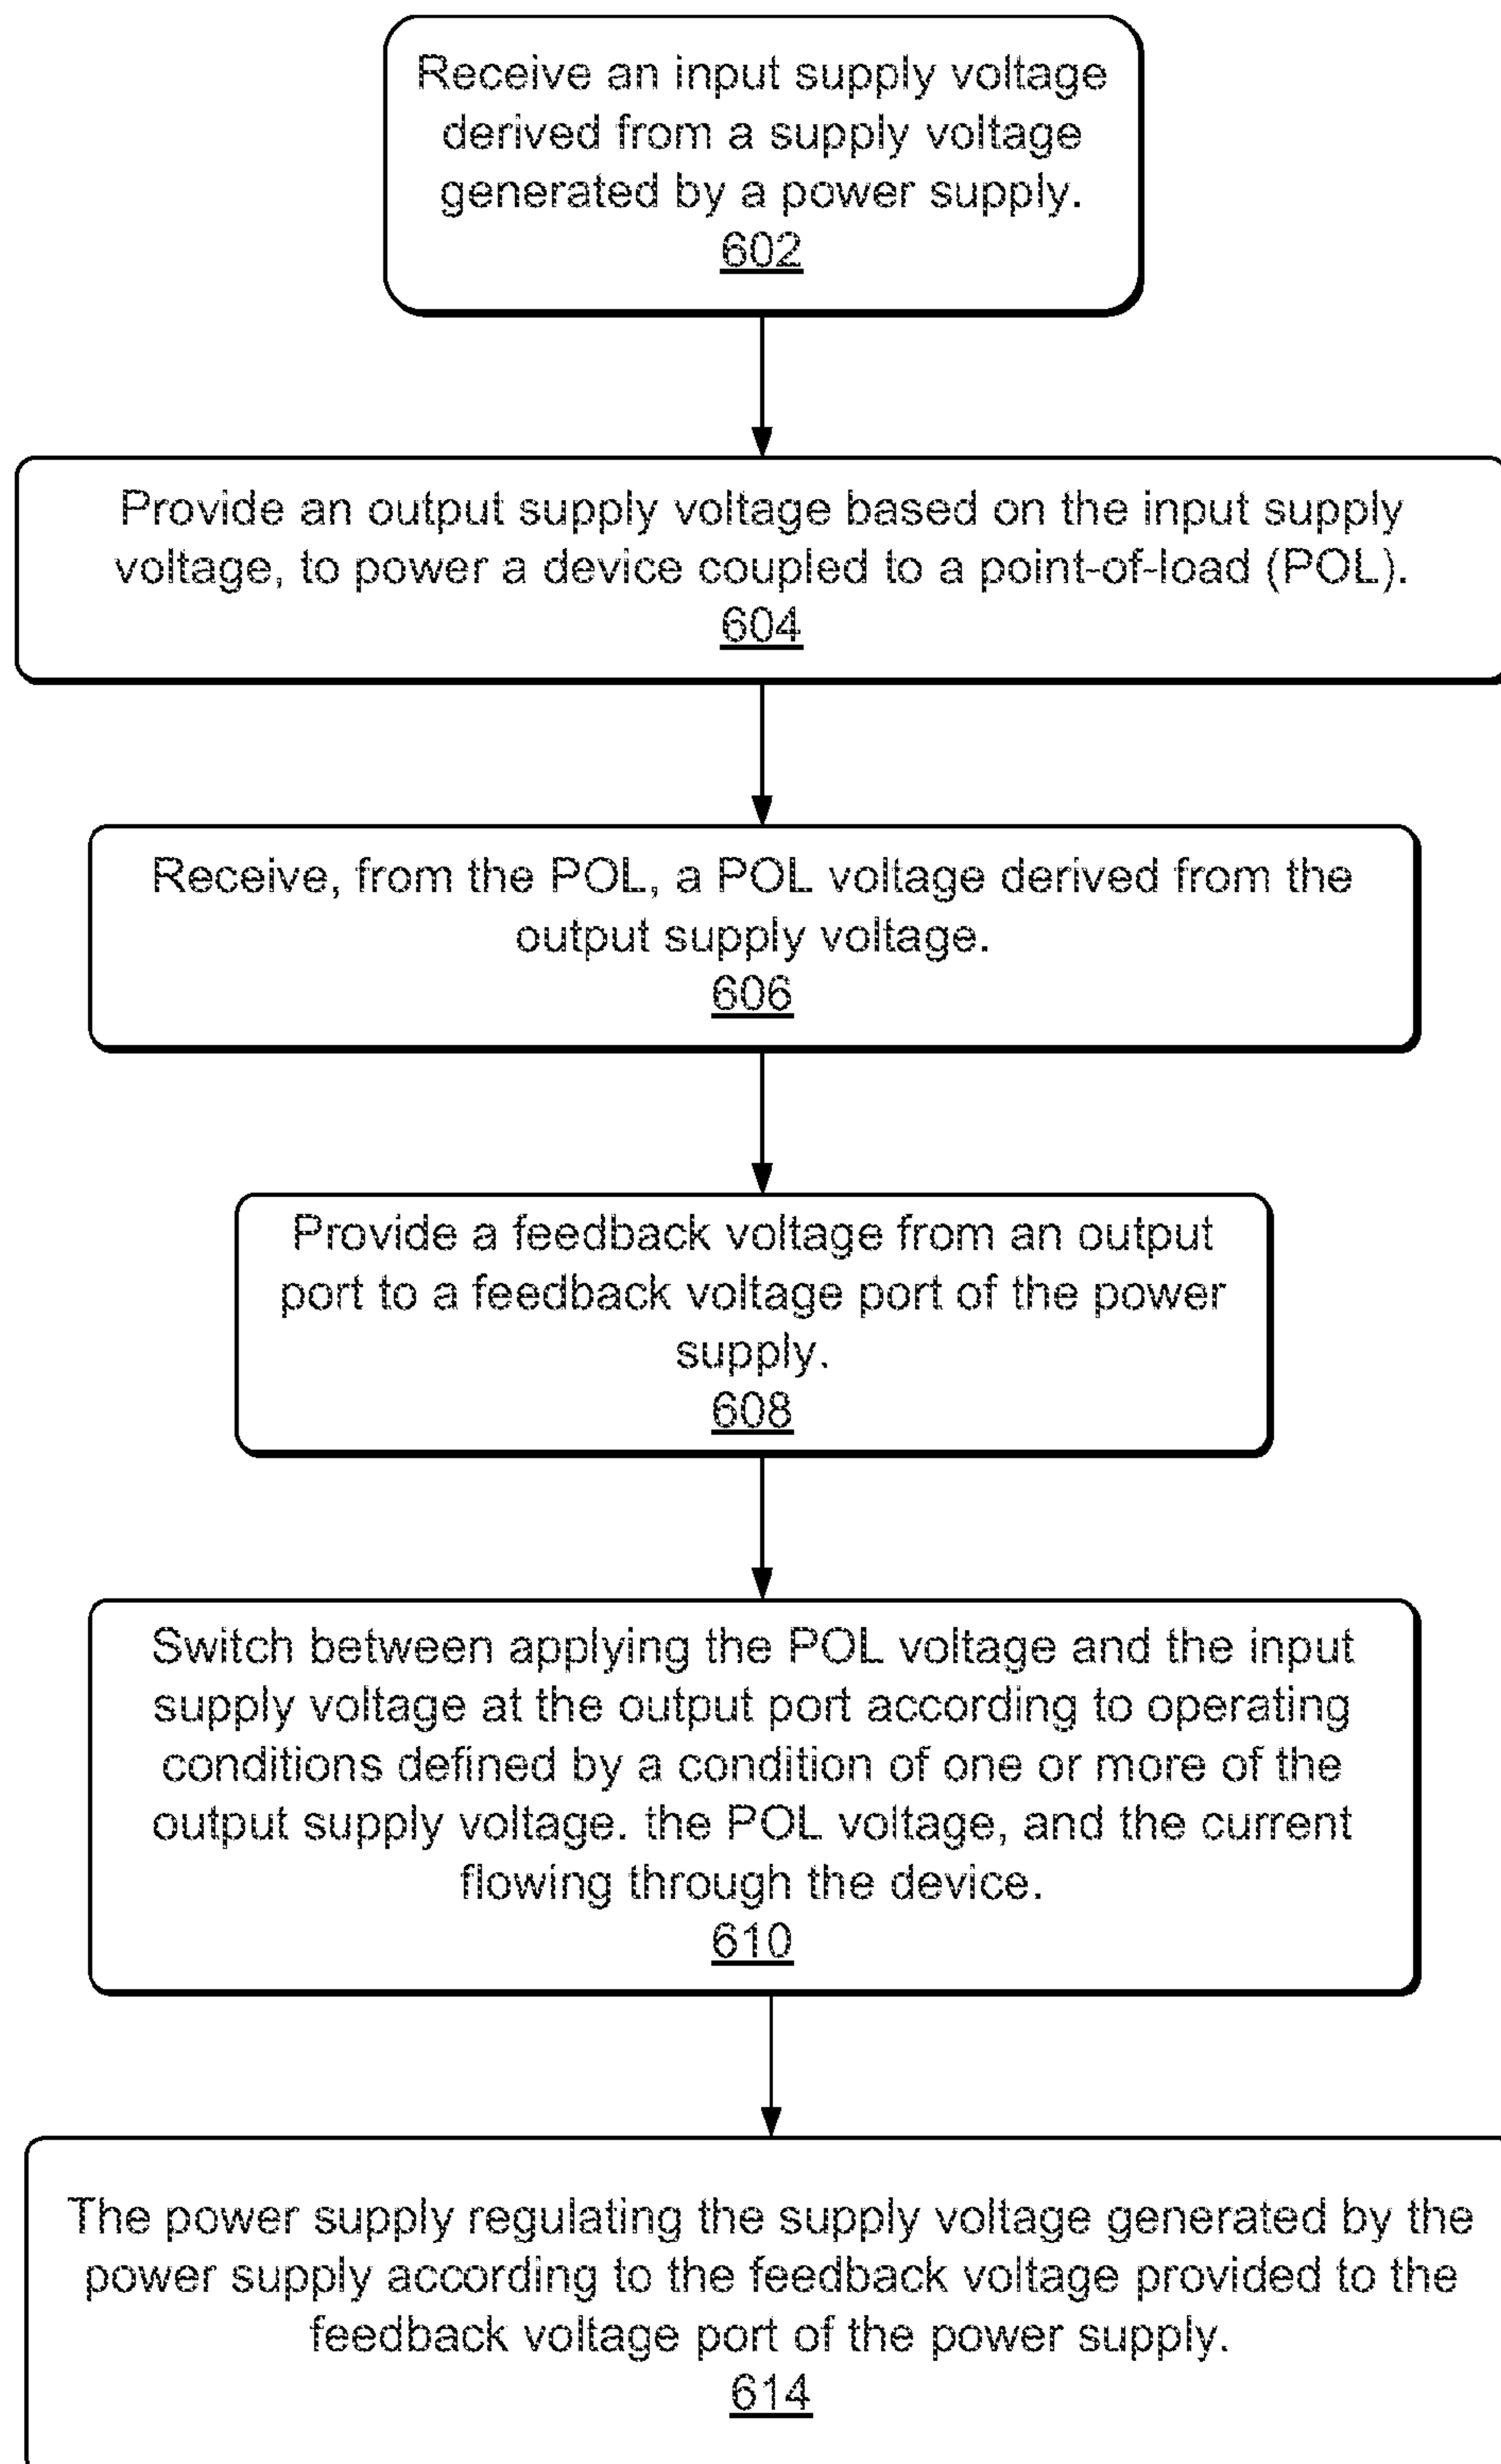 Receive an input supply voltage
derived from a supply voltage
generated by a power supply.
602
Provide an output supply voltage based on the input supply
voltage, to power a device coupled to a point-of-load (POL).
604
Receive, from the POL, a POL voltage derived from the
output supply voltage.
606
Provide a feedback voltage from an output
port to a feedback voltage port of the power
supply.
608
Switch between applying the POL voltage and the input
supply voltage at the output port according to operating
conditions defined by a condition of one or more of the
output supply voltage. the POL voltage, and the current
flowing through the device.
610
The power supply regulating the supply voltage generated by the
power supply according to the feedback voltage provided to the
feedback voltage port of the power supply.
614